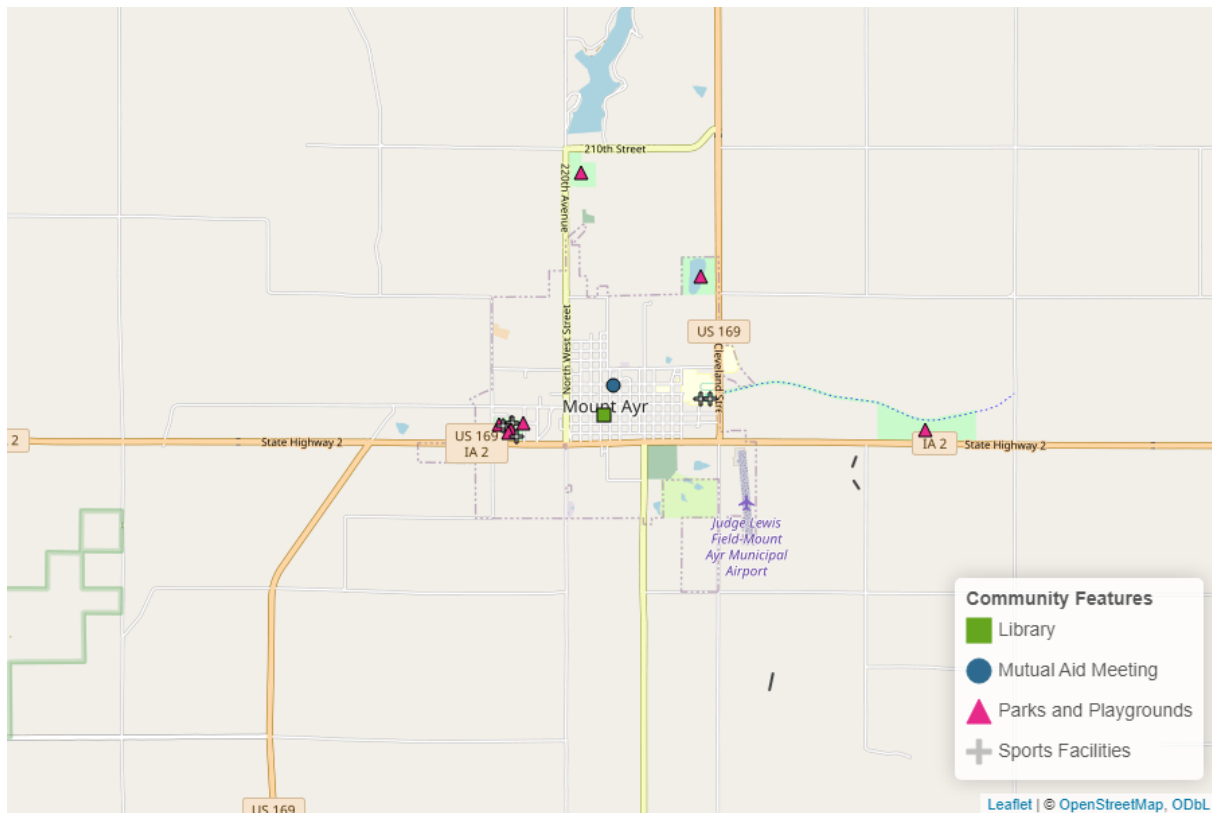 210th Street
220th Avenue
US 169
North West Street
Cleveland Stre
Mount Ayr
2
State Highway 2
US 169
IA 2
IA 2
State Highway 2
Judge Lewis
Field-Mount
Ayr Municipal
Airport
Community Features
Library
Mutual Aid Meeting
Parks and Playgrounds
Sports Facilities
US 169
Leaflet | © OpenStreetMap, ODbL